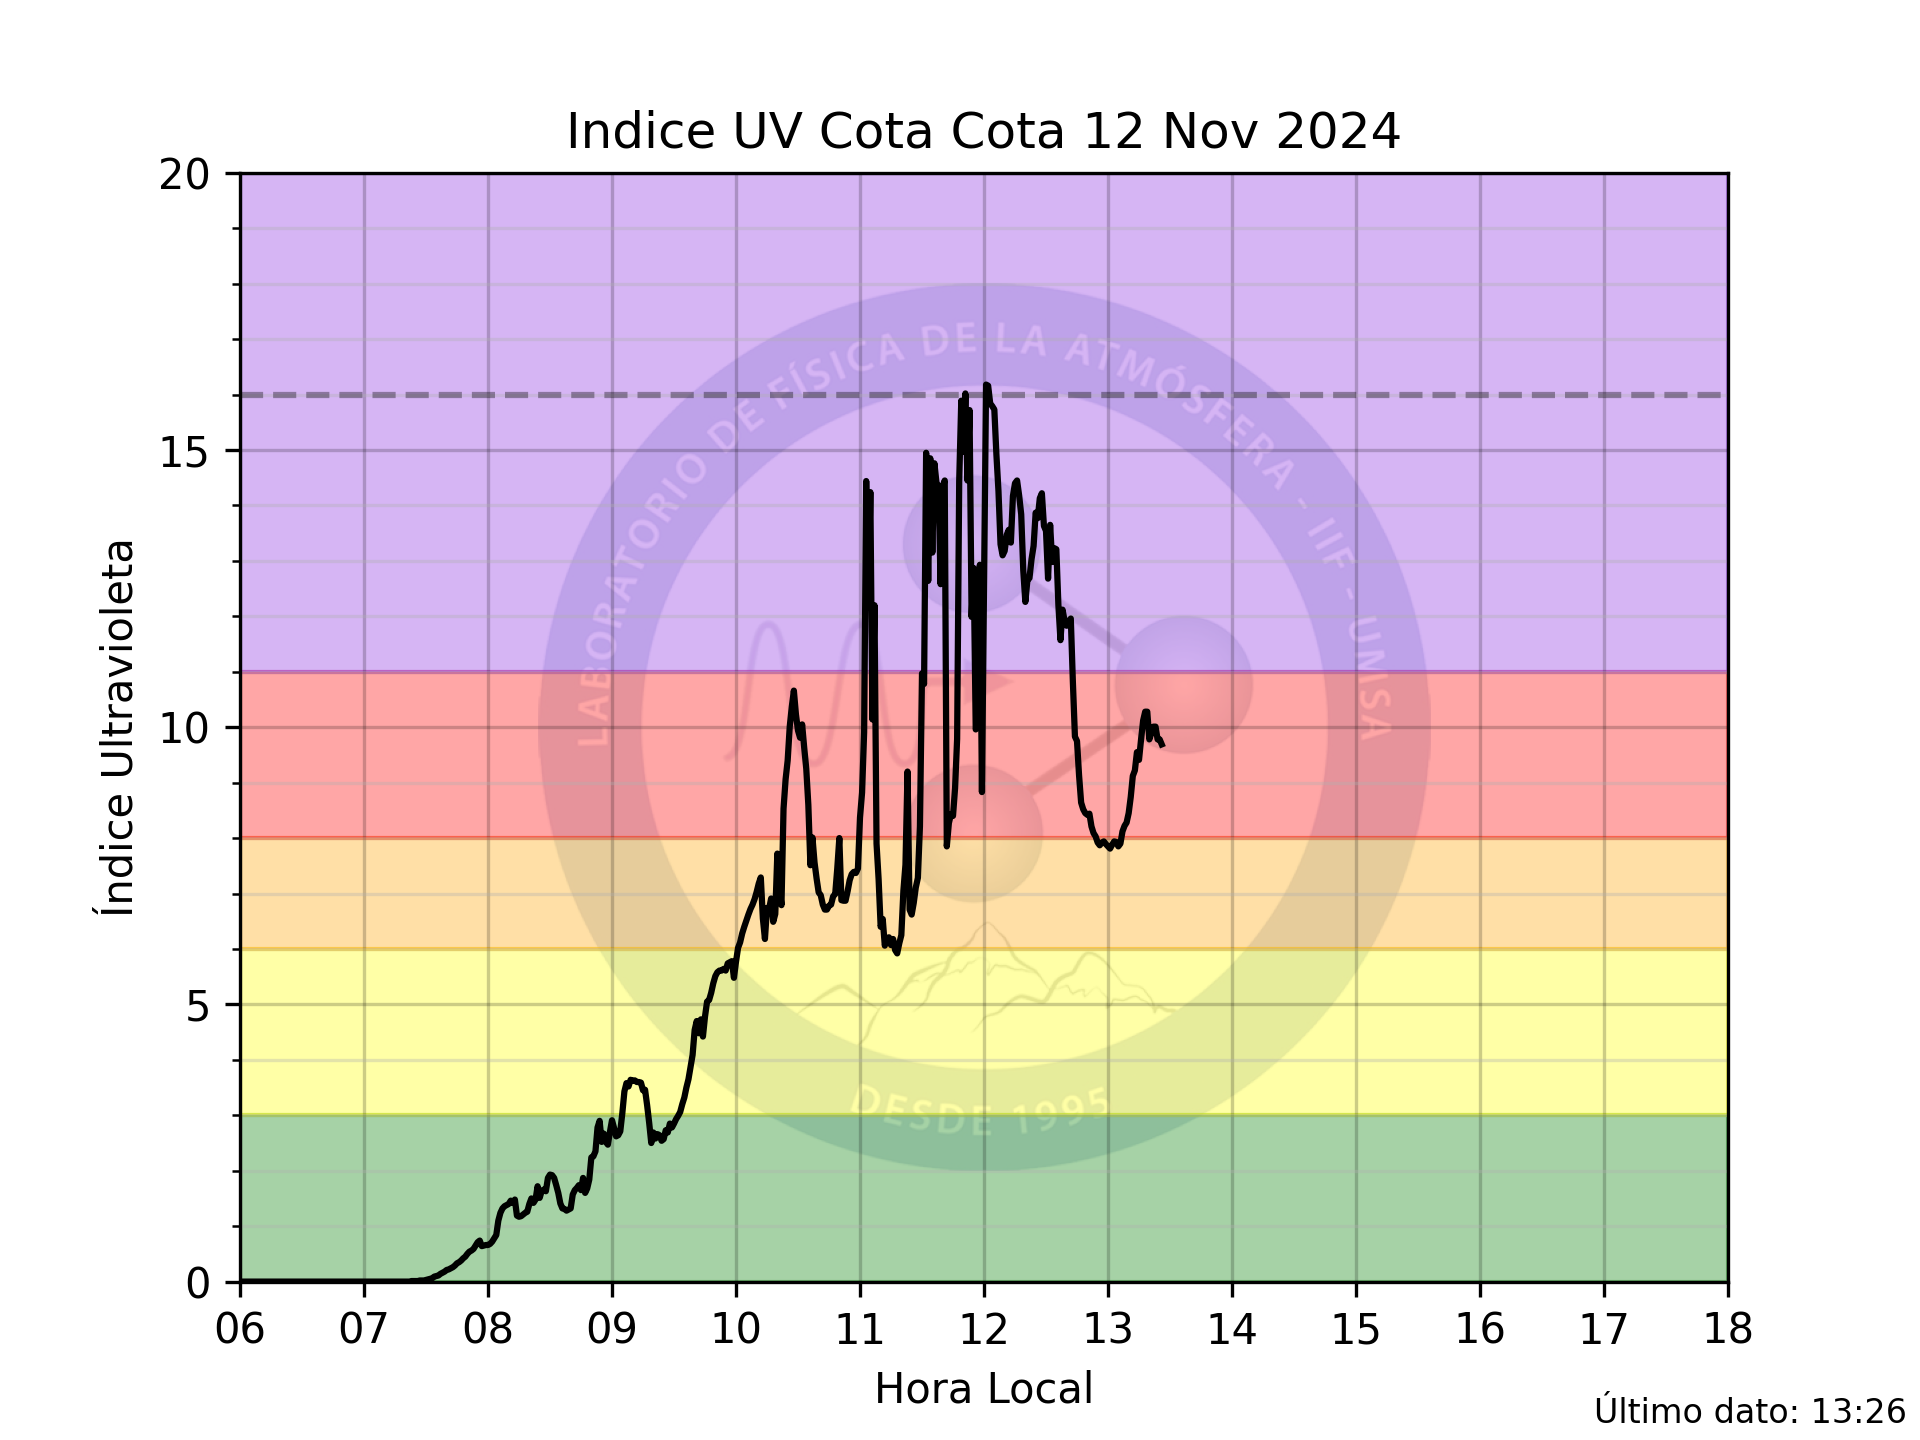 Indice UV Cota Cota 12 Nov 2024
20
15
10
5
0
Índice Ultravioleta
LABORATORIO DE FÍSICA DE LA ATMÓSFERA - IIF - UMSA
DESDE 1995
06 07 08 09 10 11 12 13 14 15 16 17 18
Hora Local
Último dato: 13:26